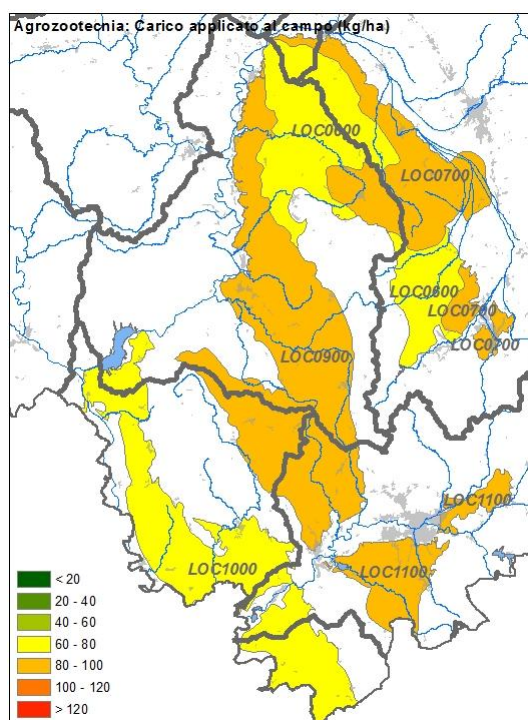 Agrozootecnia: Carico applicato al campo (kg/ha)
LOC0600
LOC0700
LOC0800
LOC0700
LOC0700
LOC0900
LOC1100
LOC1100
LOC1000
< 20
20 - 40
40 - 60
60 - 80
80 - 100
100 - 120
> 120